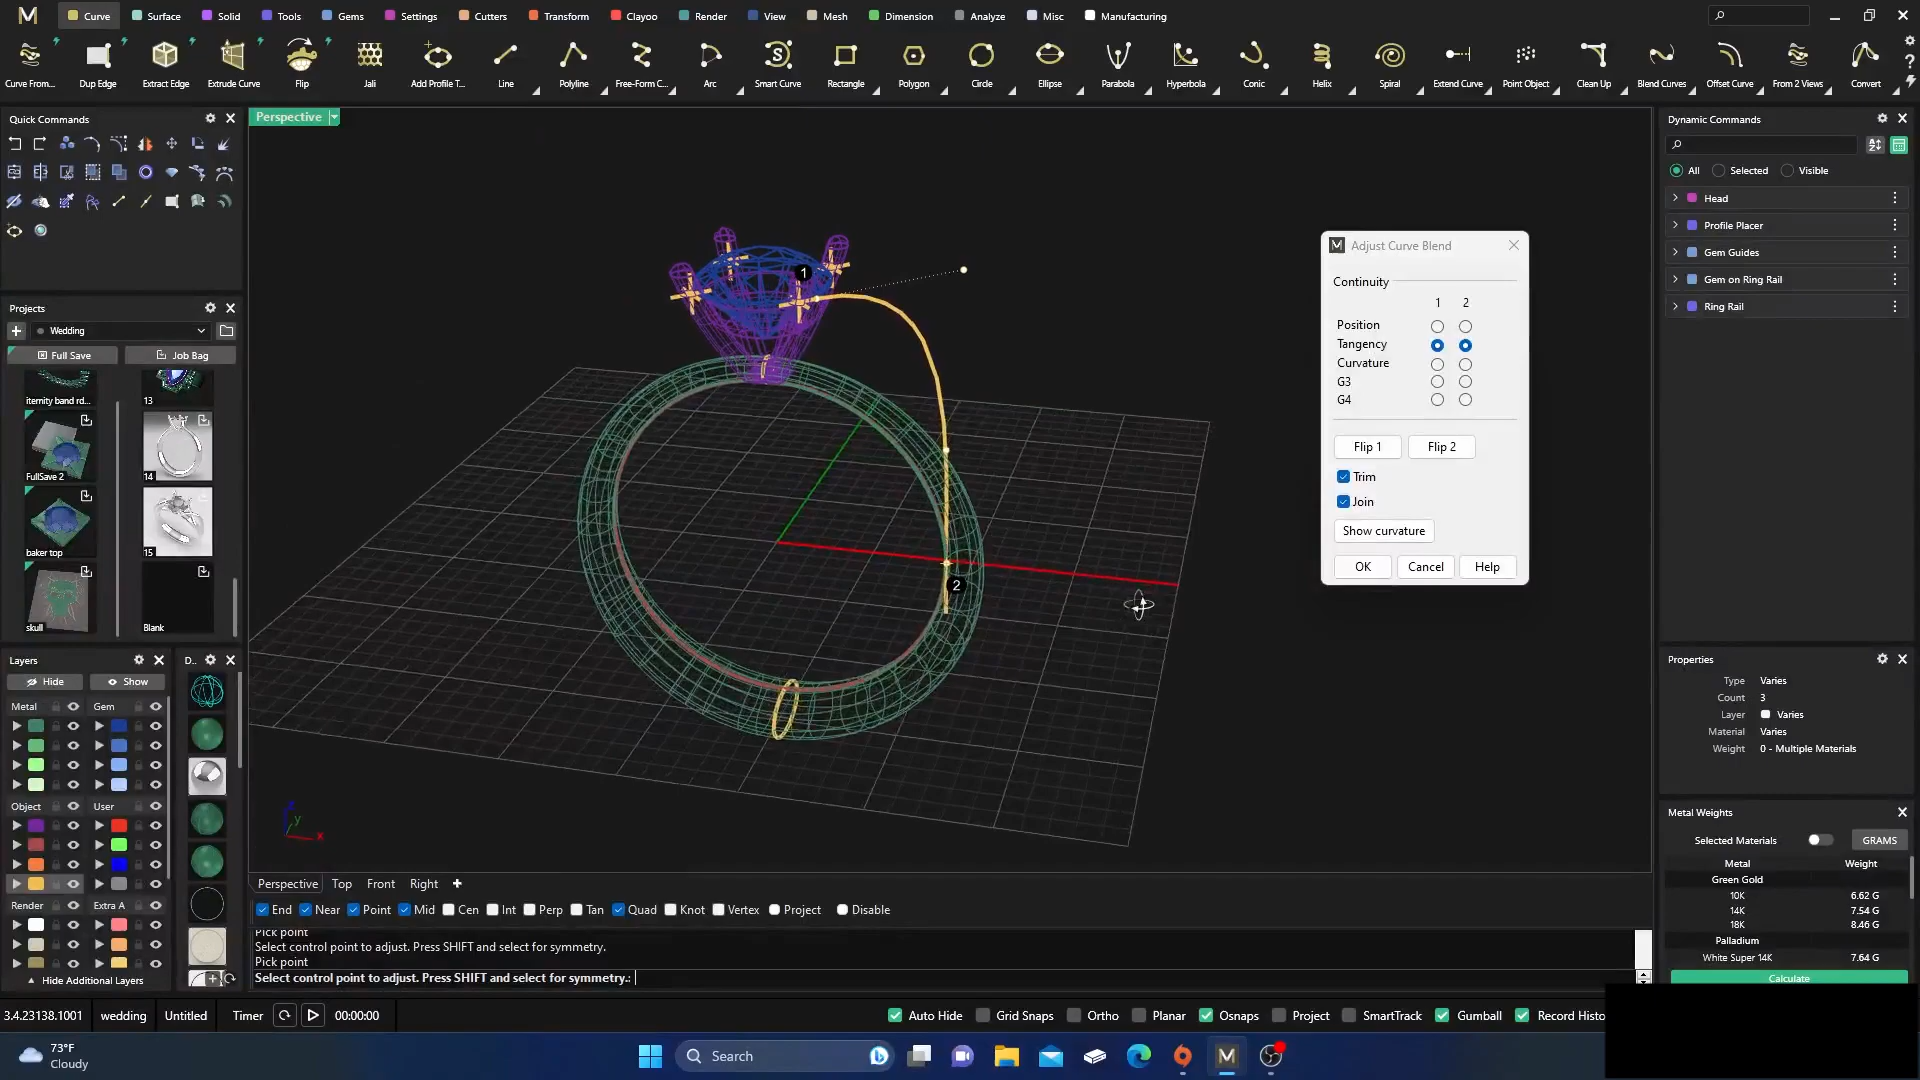 Curve
Surface
Solid
Tools
Gems
Settings
Cutters
Transform
Clayoo
Render
View
Mesh
Dimension
Analyze
Misc
Manufacturing
Curve From...
Dup Edge
Extract Edge
Extrude Curve
Flip
Jali
Add Profile T...
Line
Polyline
Free-Form C...
Arc
Smart Curve
Rectangle
Polygon
Circle
Ellipse
Parabola
Hyperbola
Conic
Helix
Spiral
Extend Curve
Point Object
Clean Up
Blend Curves
Offset Curve
From 2 Views
Convert
Quick Commands
Projects
Wedding
Full Save
Job Bag
iternity band rd...
13
FullSave 2
14
baker top
15
skull
Blank
Layers
D..
Hide
Show
Metal
Gem
Object
User
Render
Extra A
Hide Additional Layers
Perspective
1
2
z
y
x
Adjust Curve Blend
Continuity
1 2
Position
Tangency
Curvature
G3
G4
Flip 1
Flip 2
Trim
Join
Show curvature
OK
Cancel
Help
Dynamic Commands
All
Selected
Visible
Head
Profile Placer
Gem Guides
Gem on Ring Rail
Ring Rail
Properties
Type Varies
Count 3
Layer Varies
Material Varies
Weight 0 - Multiple Materials
Metal Weights
Selected Materials
GRAMS
Metal Weight
Green Gold
10K 6.62 G
14K 7.54 G
18K 8.46 G
Palladium
White Super 14K 7.64 G
Calculate
Perspective Top Front Right
End Near Point Mid Cen Int Perp Tan Quad Knot Vertex Project Disable
Pick point
Select control point to adjust. Press SHIFT and select for symmetry.
Pick point
Select control point to adjust. Press SHIFT and select for symmetry.:
3.4.23138.1001 wedding Untitled Timer 00:00:00
Auto Hide Grid Snaps Ortho Planar Osnaps Project SmartTrack Gumball Record Histo
73°F
Cloudy
Search